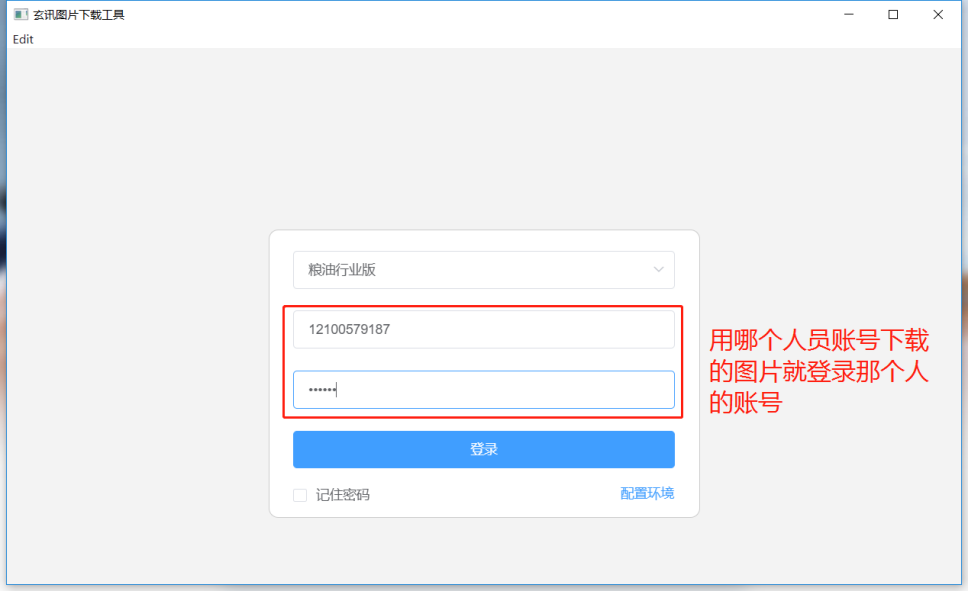 玄讯图片下载工具
Edit
粮油行业版
12100579187
••••••
用哪个人员账号下载
的图片就登录那个人
的账号
登录
记住密码
配置环境